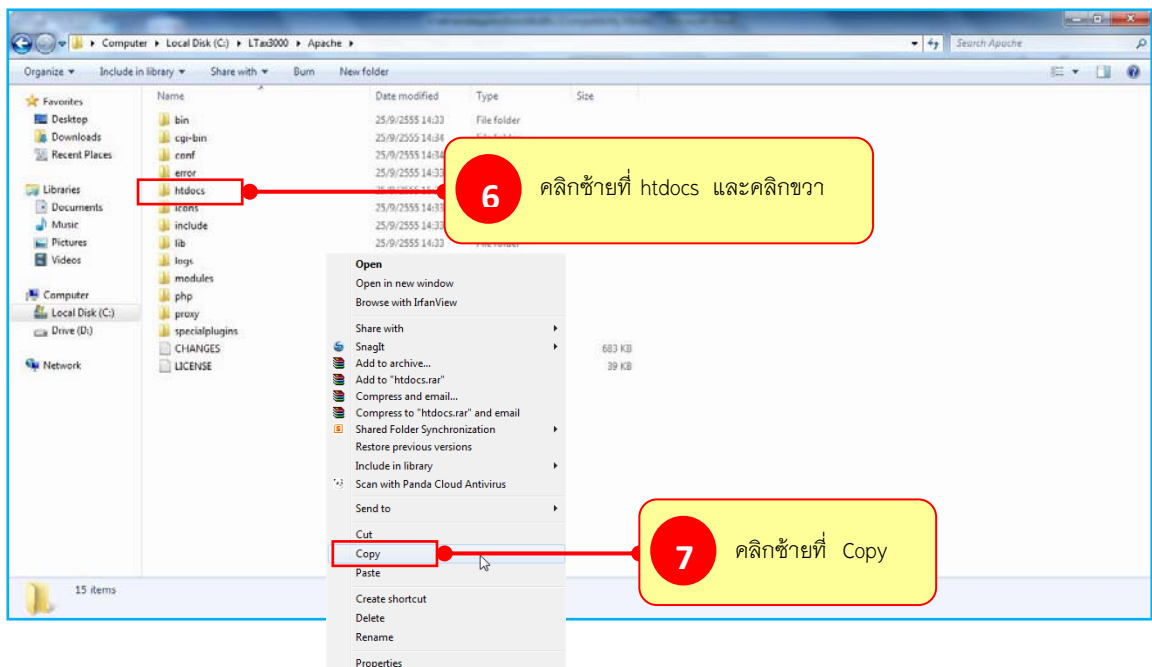 Computer ▸ Local Disk (C:) ▸ LTax3000 ▸ Apache ▸
Search Apache
Organize
Include in library
Share with
Burn
New folder
Favorites
Desktop
Downloads
Recent Places
Libraries
Documents
Music
Pictures
Videos
Computer
Local Disk (C:)
Drive (D:)
Network
Name Date modified Type Size
bin 25/9/2555 14:33 File folder
cgi-bin 25/9/2555 14:34
conf 25/9/2555 14:34
error 25/9/2555 14:33
htdocs
icons 25/9/2555 14:33
include 25/9/2555 14:33
lib 25/9/2555 14:33
logs
modules
php
proxy
specialplugins
CHANGES 683 KB
LICENSE 39 KB
6 คลิกซ้ายที่ htdocs และคลิกขวา
Open
Open in new window
Browse with IrfanView
Share with
SnagIt
Add to archive...
Add to "htdocs.rar"
Compress and email...
Compress to "htdocs.rar" and email
Shared Folder Synchronization
Restore previous versions
Include in library
Scan with Panda Cloud Antivirus
Send to
Cut
Copy
Paste
Create shortcut
Delete
Rename
Properties
7 คลิกซ้ายที่ Copy
15 items